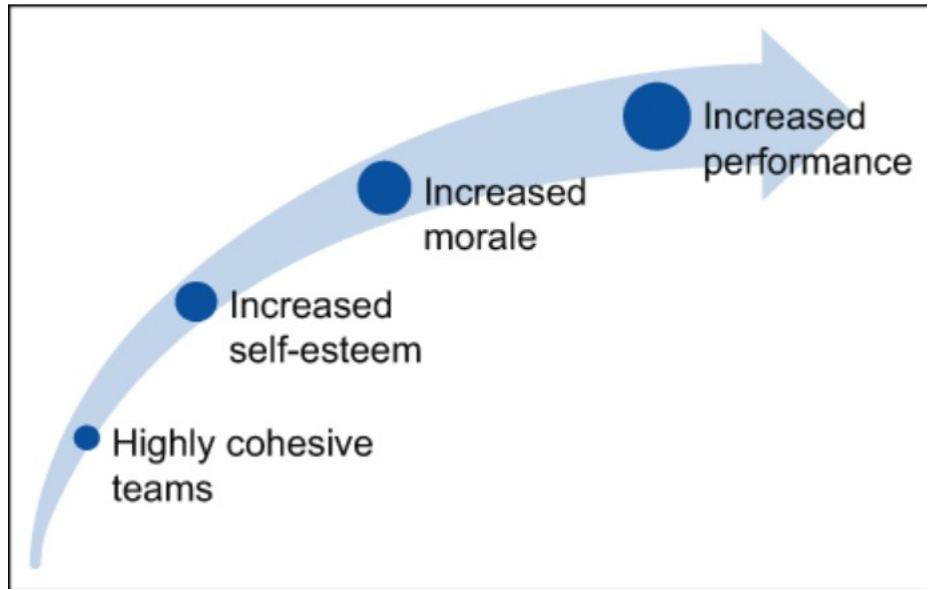 Increased
performance
Increased
morale
Increased
self-esteem
Highly cohesive
teams